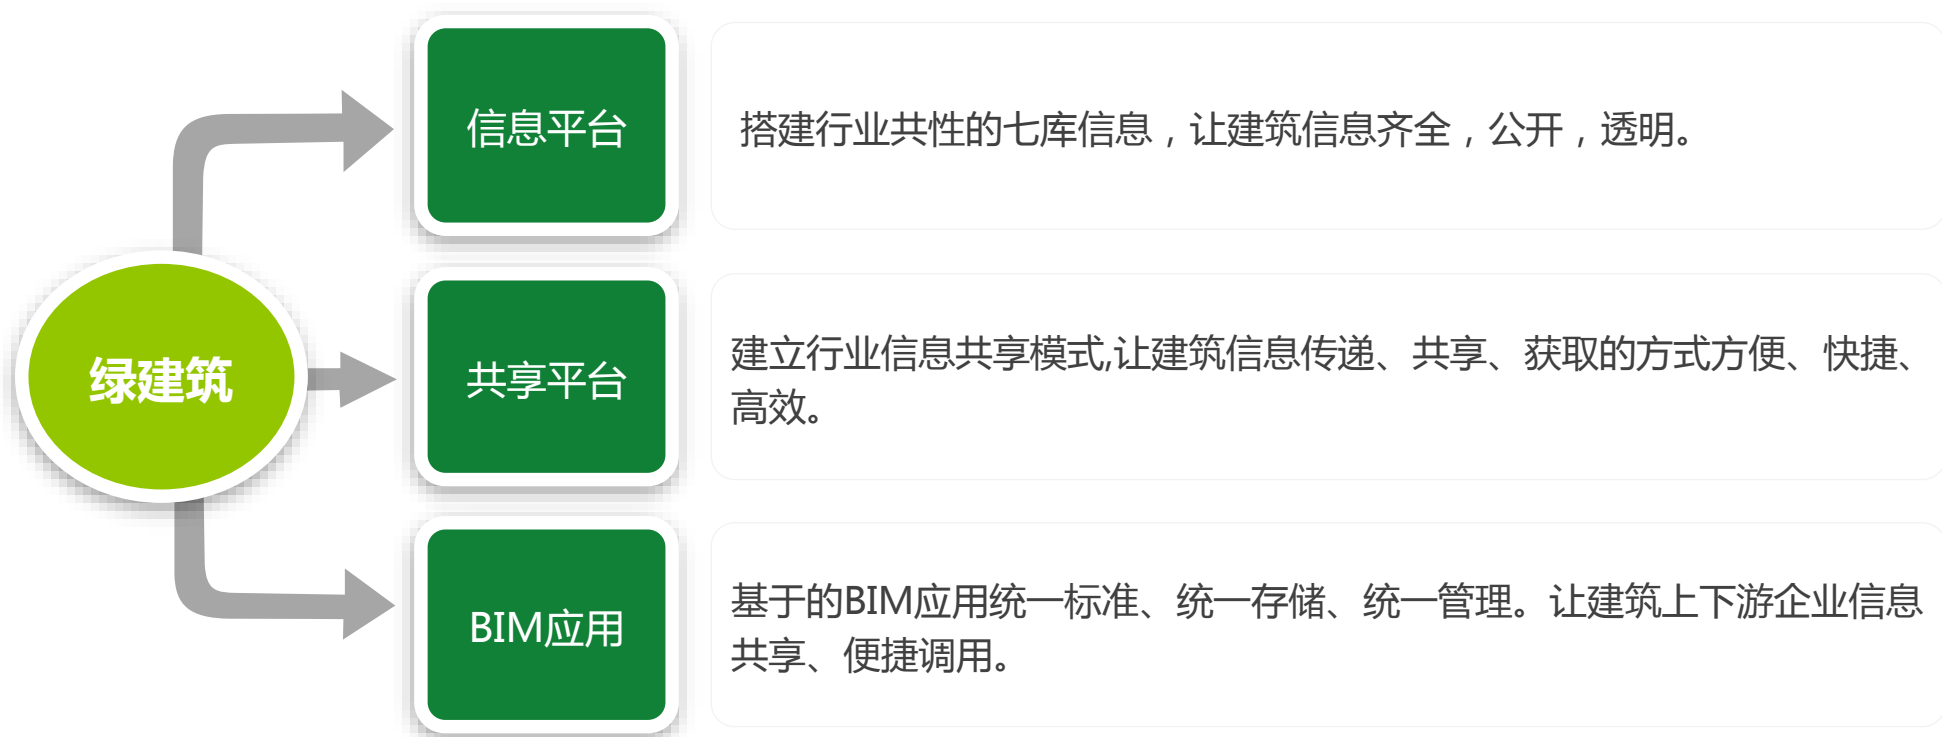 信息平台
搭建行业共性的七库信息，让建筑信息齐全，公开，透明。
绿建筑
共享平台
建立行业信息共享模式,让建筑信息传递、共享、获取的方式方便、快捷、
高效。
BIM应用
基于的BIM应用统一标准、统一存储、统一管理。让建筑上下游企业信息
共享、便捷调用。